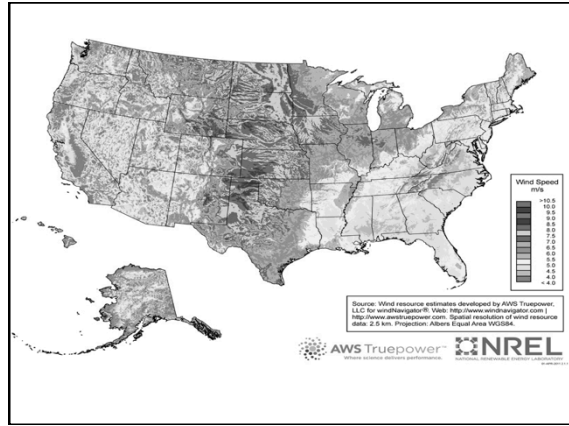 Wind Speed
m/s
>10.5
10.0
9.5
9.0
8.5
8.0
7.5
7.0
6.5
6.0
5.5
5.0
4.5
4.0
< 4.0
Source: Wind resource estimates developed by AWS Truepower,
LLC for windNavigator®. Web: http://www.windnavigator.com |
http://www.awstruepower.com. Spatial resolution of wind resource
data: 2.5 km. Projection: Albers Equal Area WGS84.
AWS Truepower™
Where science delivers performance.
NREL
NATIONAL RENEWABLE ENERGY LABORATORY